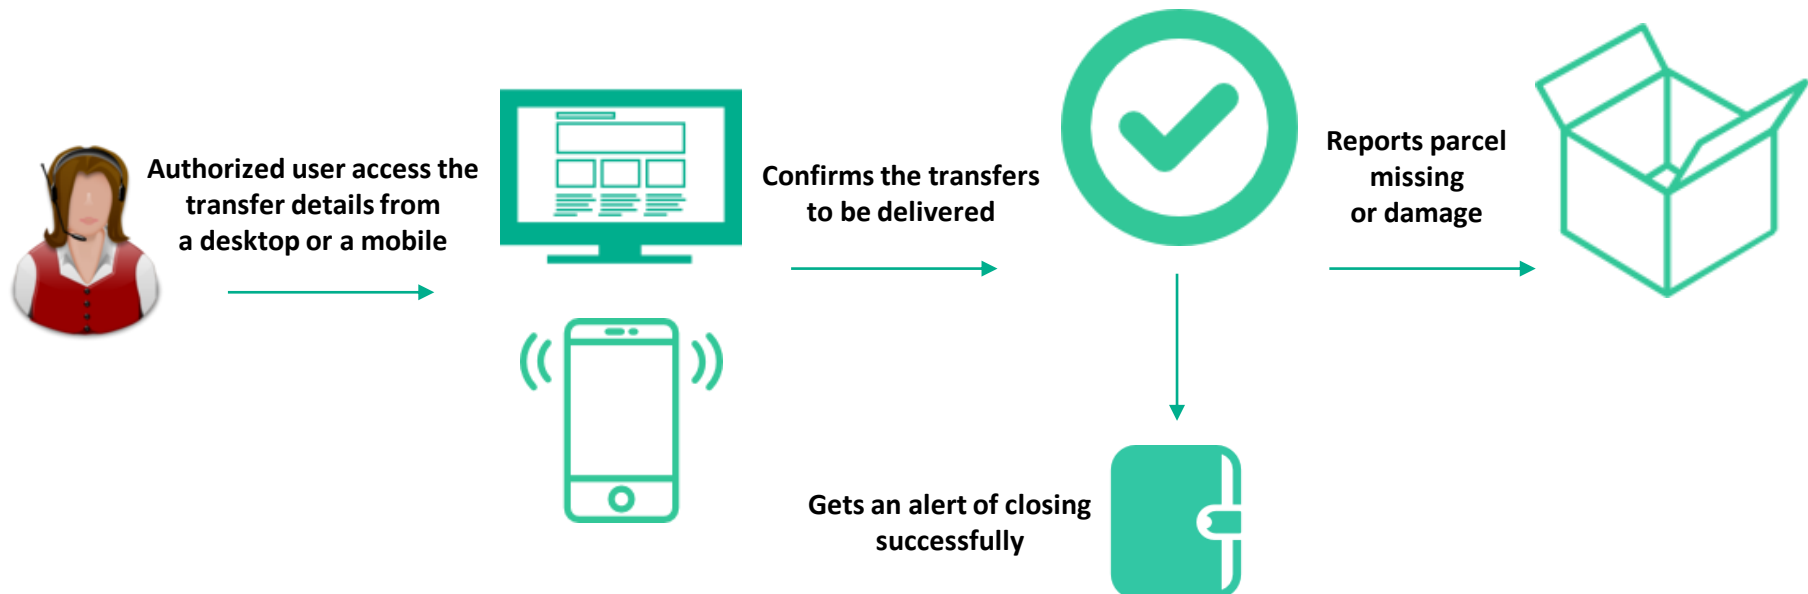 Authorized user access the
transfer details from
a desktop or a mobile
Confirms the transfers
to be delivered
Reports parcel
missing
or damage
Gets an alert of closing
successfully